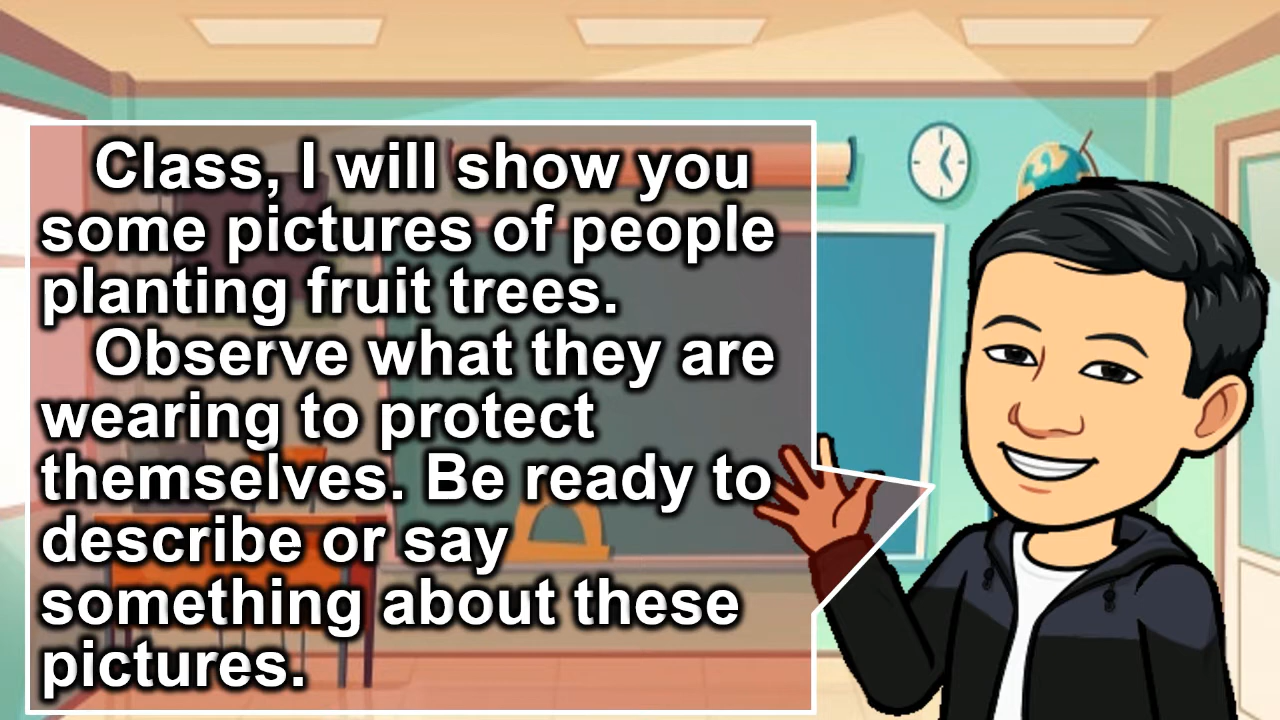 Class, I will show you
some pictures of people
planting fruit trees.
Observe what they are
wearing to protect
themselves. Be ready to
describe or say
something about these
pictures.